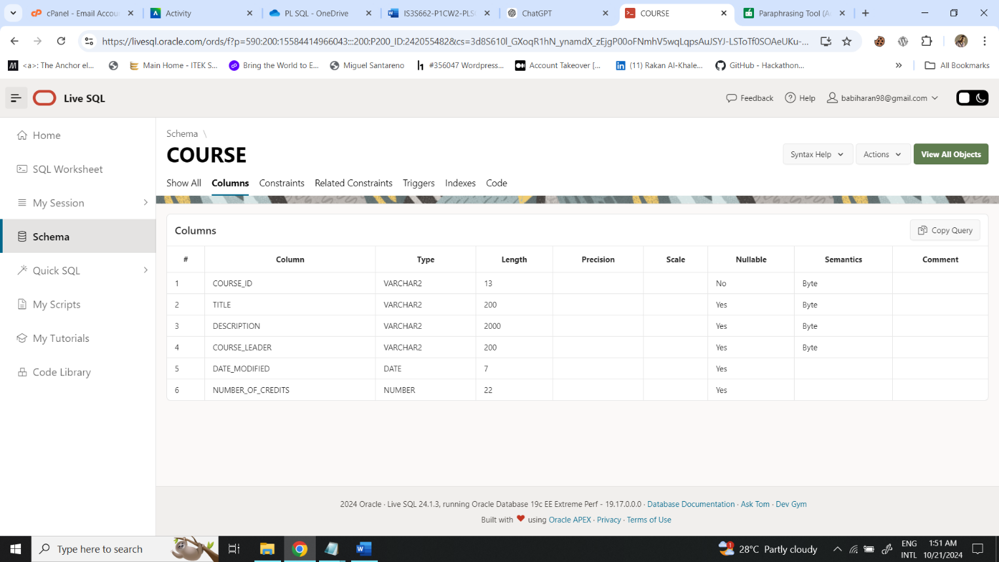 cPanel - Email Accou
Activity
PL SQL - OneDrive
IS3S662-P1CW2-PLS
ChatGPT
COURSE
Paraphrasing Tool (A
https://livesql.oracle.com/ords/f?p=590:200:15584414966043:::200:P200_ID:242055482&cs=3d8S610l_GXoqR1hN_ynamdX_zEjgP00oFNmhV5wqLqpsAuJSYJ-LSToTf0SOAeUKu-...
<a>: The Anchor el...
Main Home - ITEK S...
Bring the World to E...
Miguel Santareno
#356047 Wordpress...
Account Takeover [...
(11) Rakan Al-Khale...
GitHub - Hackathon...
All Bookmarks
Live SQL
Feedback
Help
babiharan98@gmail.com
Home
SQL Worksheet
My Session
Schema
Quick SQL
My Scripts
My Tutorials
Code Library
Schema \
COURSE
Syntax Help
Actions
View All Objects
Show All Columns Constraints Related Constraints Triggers Indexes Code
Columns
Copy Query
# Column Type Length Precision Scale Nullable Semantics Comment
1 COURSE_ID VARCHAR2 13 No Byte
2 TITLE VARCHAR2 200 Yes Byte
3 DESCRIPTION VARCHAR2 2000 Yes Byte
4 COURSE_LEADER VARCHAR2 200 Yes Byte
5 DATE_MODIFIED DATE 7 Yes
6 NUMBER_OF_CREDITS NUMBER 22 Yes
2024 Oracle · Live SQL 24.1.3, running Oracle Database 19c EE Extreme Perf - 19.17.0.0.0 · Database Documentation · Ask Tom · Dev Gym
Built with ❤ using Oracle APEX · Privacy · Terms of Use
Type here to search
1
28°C Partly cloudy
ENG
INTL
1:51 AM
10/21/2024